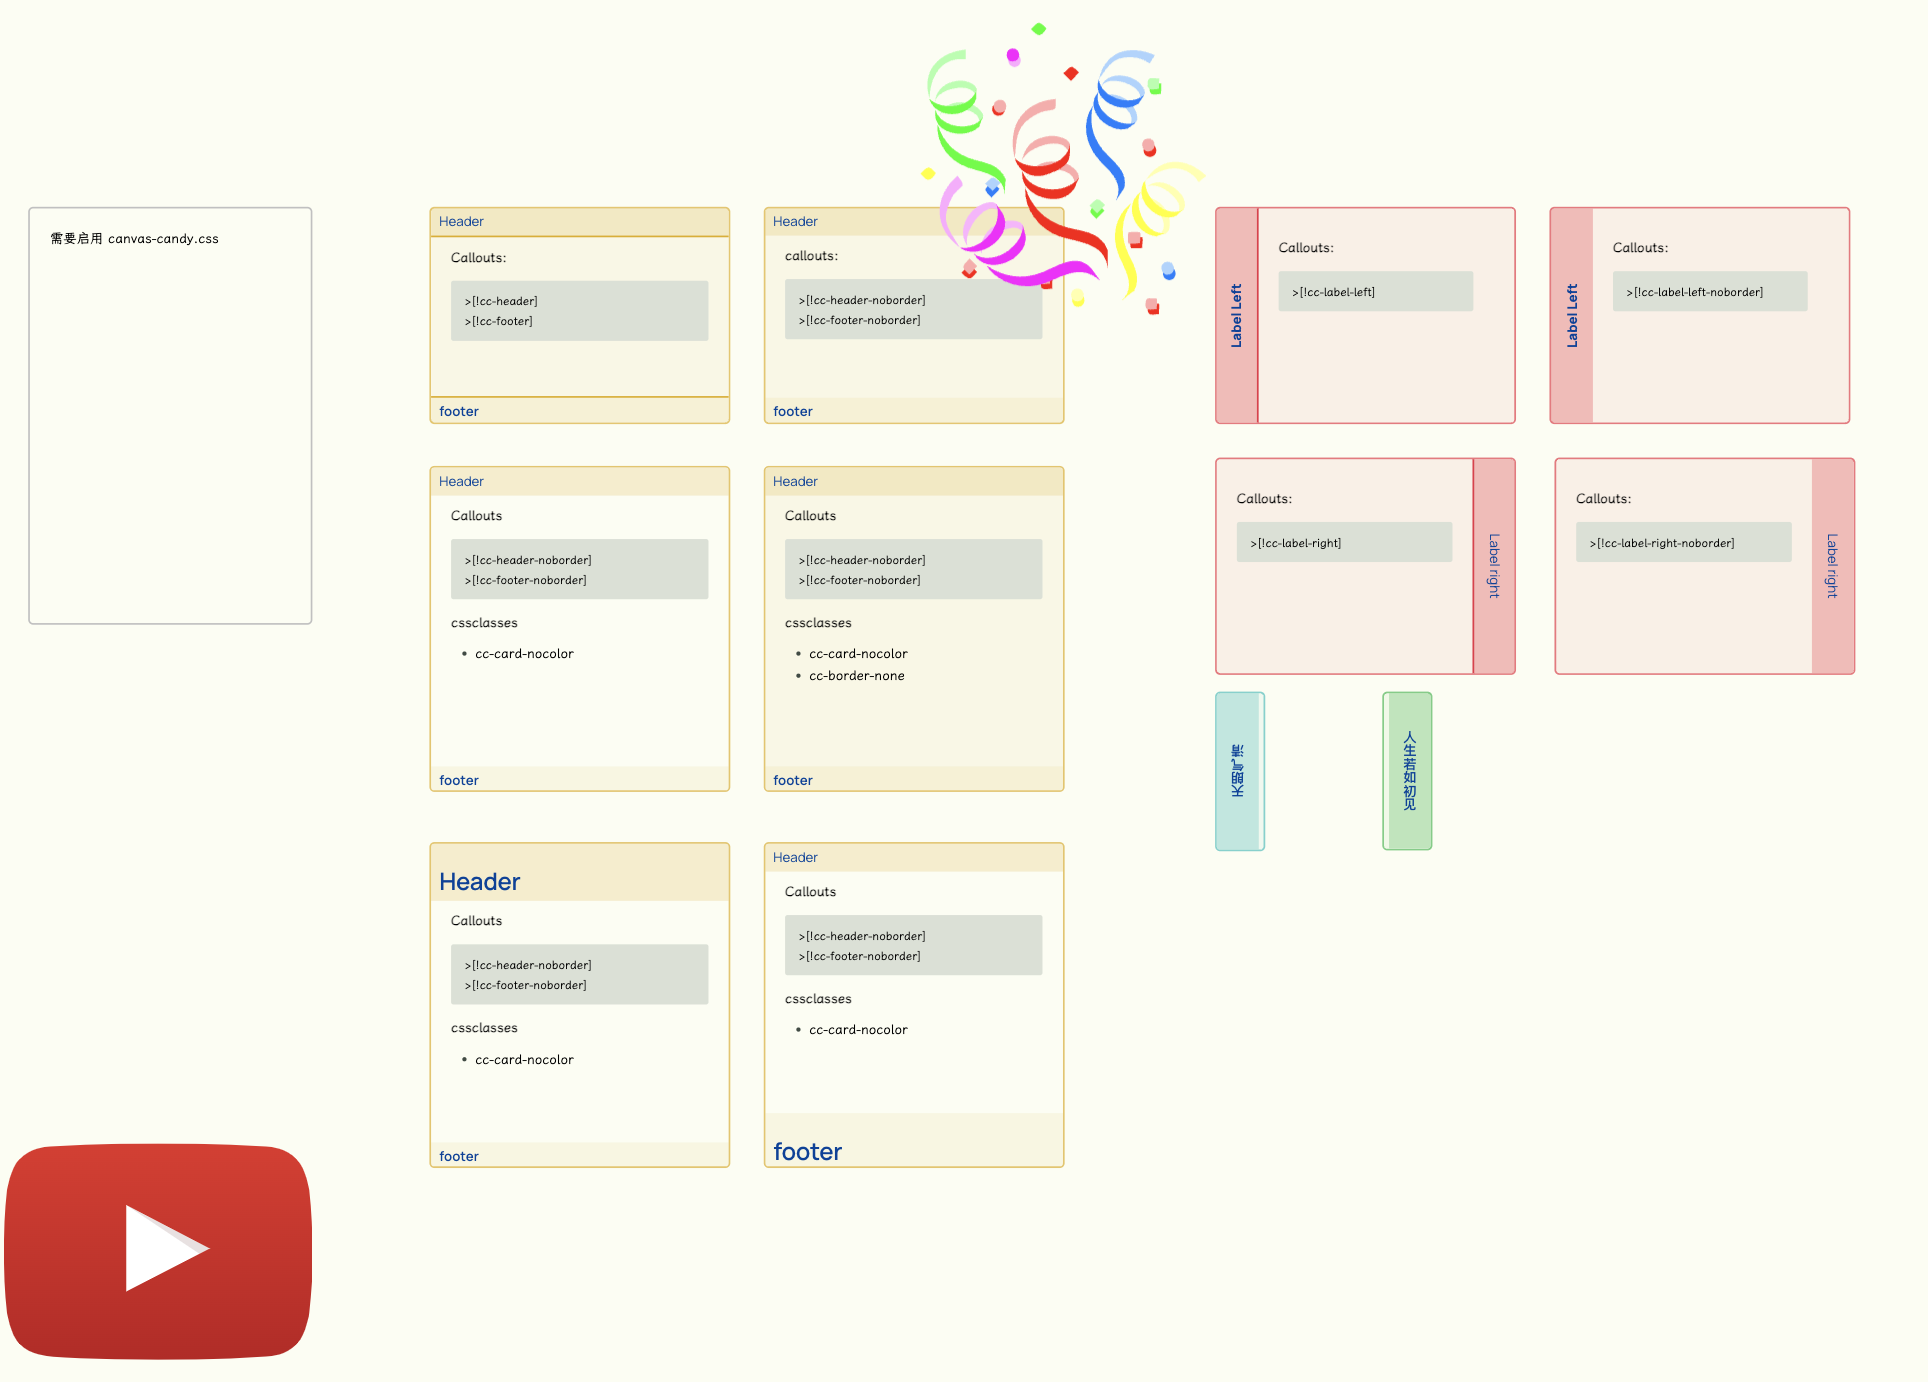 需要启用 canvas-candy.css
Header
Callouts:
>[!cc-header]
>[!cc-footer]
footer
Header
callouts:
>[!cc-header-noborder]
>[!cc-footer-noborder]
footer
Label Left
Callouts:
>[!cc-label-left]
Label Left
Callouts:
>[!cc-label-left-noborder]
Header
Callouts
>[!cc-header-noborder]
>[!cc-footer-noborder]
cssclasses
• cc-card-nocolor
footer
Header
Callouts
>[!cc-header-noborder]
>[!cc-footer-noborder]
cssclasses
• cc-card-nocolor
• cc-border-none
footer
Callouts:
>[!cc-label-right]
Label right
Callouts:
>[!cc-label-right-noborder]
Label right
天朗气清
人生若如初见
Header
Callouts
>[!cc-header-noborder]
>[!cc-footer-noborder]
cssclasses
• cc-card-nocolor
footer
Header
Callouts
>[!cc-header-noborder]
>[!cc-footer-noborder]
cssclasses
• cc-card-nocolor
footer